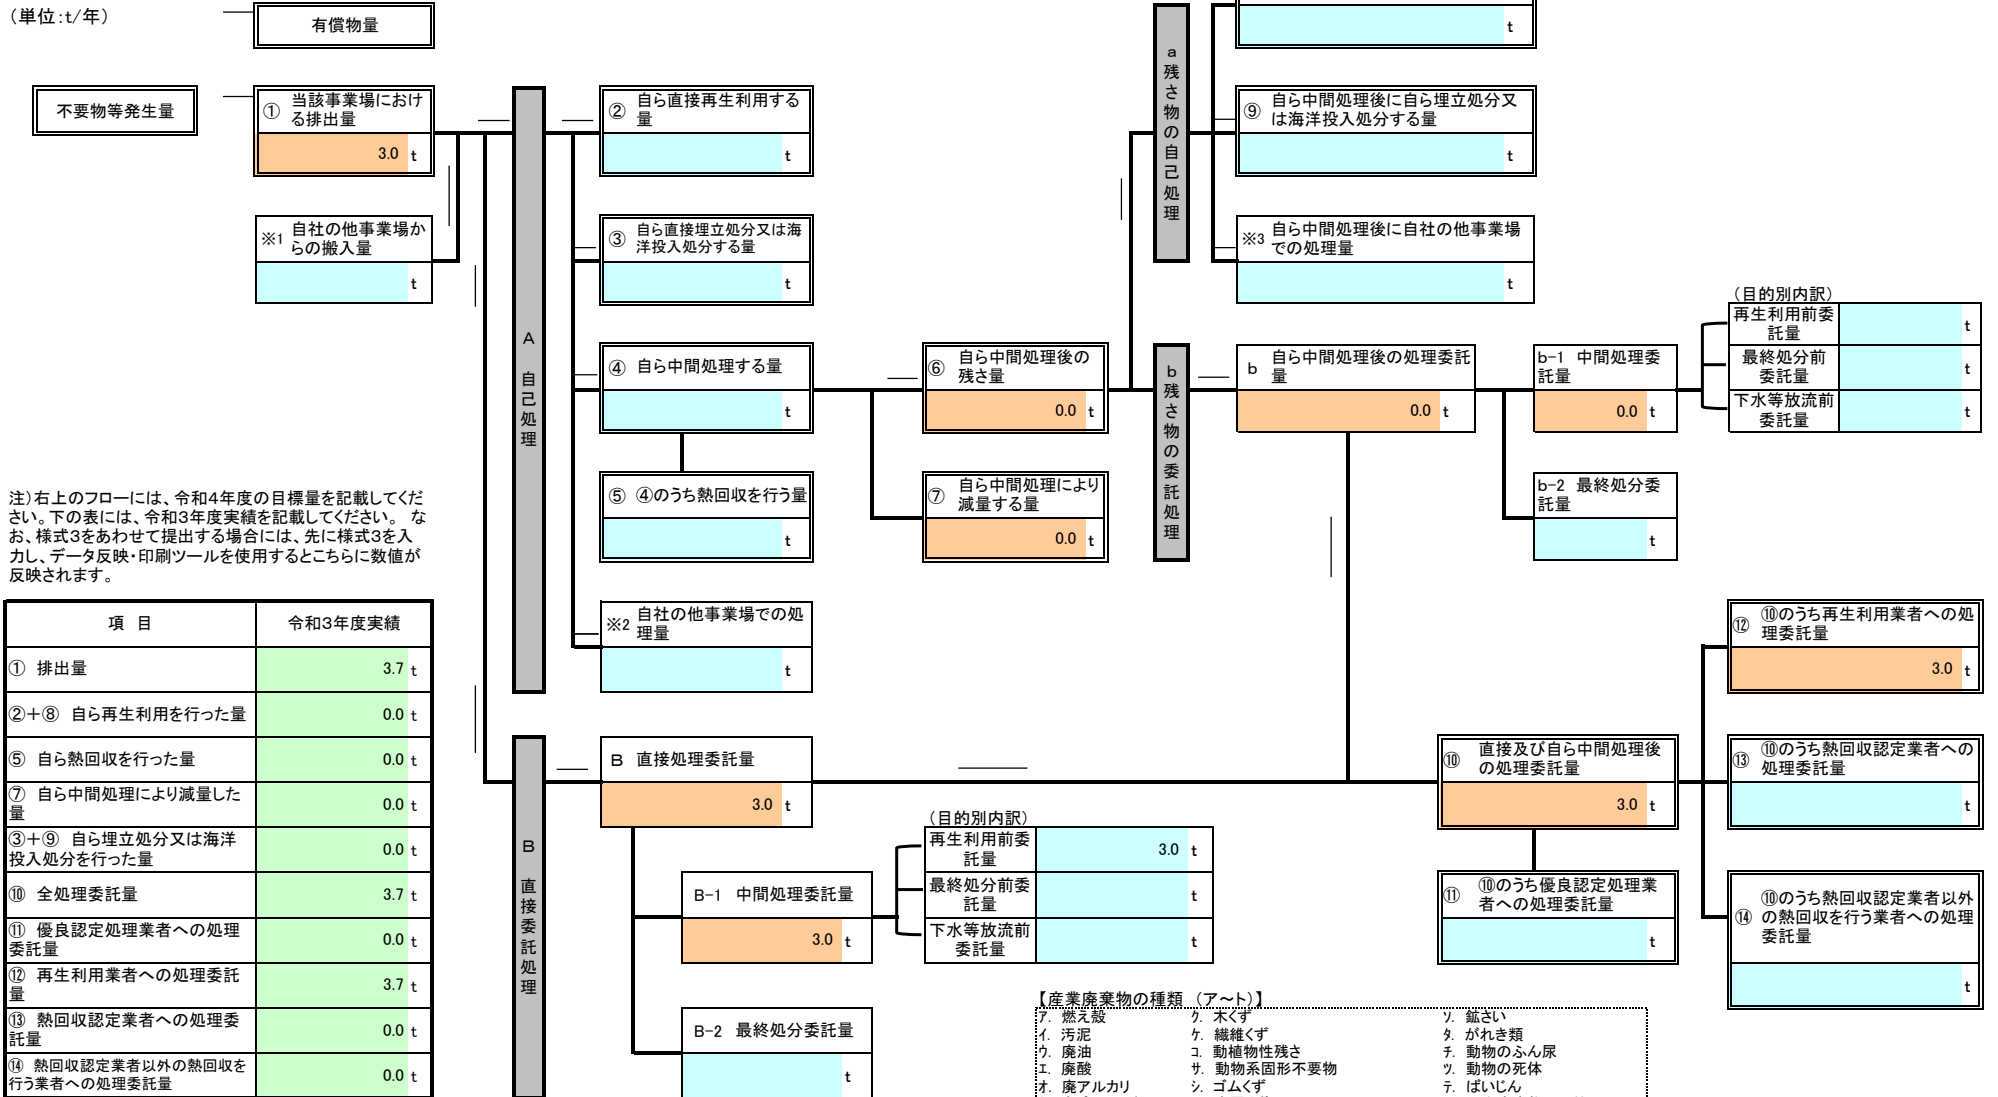 （単位:t/年）
有償物量
t
不要物等発生量
① 当該事業場におけ
る排出量
3.0 t
※1 自社の他事業場か
らの搬入量
t
A 自己処理
② 自ら直接再生利用する
量
t
③ 自ら直接埋立処分又は海
洋投入処分する量
t
④ 自ら中間処理する量
t
⑤ ④のうち熱回収を行う量
t
※2 自社の他事業場での処
理量
t
⑥ 自ら中間処理後の
残さ量
0.0 t
⑦ 自ら中間処理により
減量する量
0.0 t
a 残さ物の自己処理
⑨ 自ら中間処理後に自ら埋立処分又
は海洋投入処分する量
t
※3 自ら中間処理後に自社の他事業場
での処理量
t
b 残さ物の委託処理
b 自ら中間処理後の処理委託
量
0.0 t
b-1 中間処理委
託量
0.0 t
b-2 最終処分委
託量
t
（目的別内訳）
再生利用前委
託量
t
最終処分前
委託量
t
下水等放流前
委託量
t
注）右上のフローには、令和4年度の目標量を記載してくだ
さい。下の表には、令和3年度実績を記載してください。 な
お、様式3をあわせて提出する場合には、先に様式3を入
力し、データ反映・印刷ツールを使用するとこちらに数値が
反映されます。
項 目 令和3年度実績
① 排出量 3.7 t
②＋⑧ 自ら再生利用を行った量 0.0 t
⑤ 自ら熱回収を行った量 0.0 t
⑦ 自ら中間処理により減量した
量 0.0 t
③＋⑨ 自ら埋立処分又は海洋
投入処分を行った量 0.0 t
⑩ 全処理委託量 3.7 t
⑪ 優良認定処理業者への処理
委託量 0.0 t
⑫ 再生利用業者への処理委託
量 3.7 t
⑬ 熱回収認定業者への処理委
託量 0.0 t
⑭ 熱回収認定業者以外の熱回収を
行う業者への処理委託量 0.0 t
B 直接委託処理
B 直接処理委託量
3.0 t
B-1 中間処理委託量
3.0 t
B-2 最終処分委託量
t
（目的別内訳）
再生利用前委
託量
3.0 t
最終処分前委
託量
t
下水等放流前
委託量
t
⑩ 直接及び自ら中間処理後
の処理委託量
3.0 t
⑪ ⑩のうち優良認定処理業
者への処理委託量
t
⑫ ⑩のうち再生利用業者への処
理委託量
3.0 t
⑬ ⑩のうち熱回収認定業者への
処理委託量
t
⑭ ⑩のうち熱回収認定業者以外
の熱回収を行う業者への処理
委託量
t
【産業廃棄物の種類 （ア～ト）】
ア. 燃え殻 ク. 木くず ソ. 鉱さい
イ. 汚泥 ケ. 繊維くず タ. がれき類
ウ. 廃油 コ. 動植物性残さ チ. 動物のふん尿
エ. 廃酸 サ. 動物系固形不要物 ツ. 動物の死体
オ. 廃アルカリ シ. ゴムくず テ. ばいじん